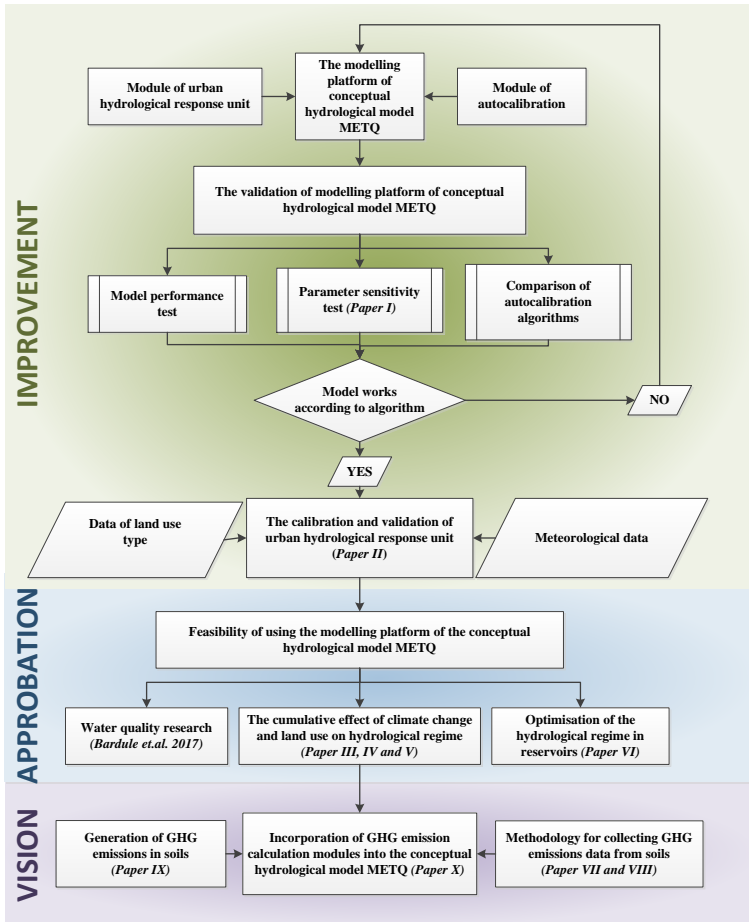 IMPROVEMENT
The modelling
platform of
conceptual
hydrological model
METQ
Module of urban
hydrological response unit
Module of
autocalibration
The validation of modelling platform of conceptual
hydrological model METQ
Model performance
test
Parameter sensitivity
test (Paper I)
Comparison of
autocalibration
algorithms
Model works
according to algorithm
NO
YES
Data of land use
type
The calibration and validation of
urban hydrological response unit
(Paper II)
Meteorological data
APPROBATION
Feasibility of using the modelling platform of the conceptual
hydrological model METQ
Water quality research
(Bardule et.al. 2017)
The cumulative effect of climate change
and land use on hydrological regime
(Paper III, IV and V)
Optimisation of the
hydrological regime in
reservoirs (Paper VI)
VISION
Generation of GHG
emissions in soils
(Paper IX)
Incorporation of GHG emission
calculation modules into the conceptual
hydrological model METQ (Paper X)
Methodology for collecting GHG
emissions data from soils
(Paper VII and VIII)